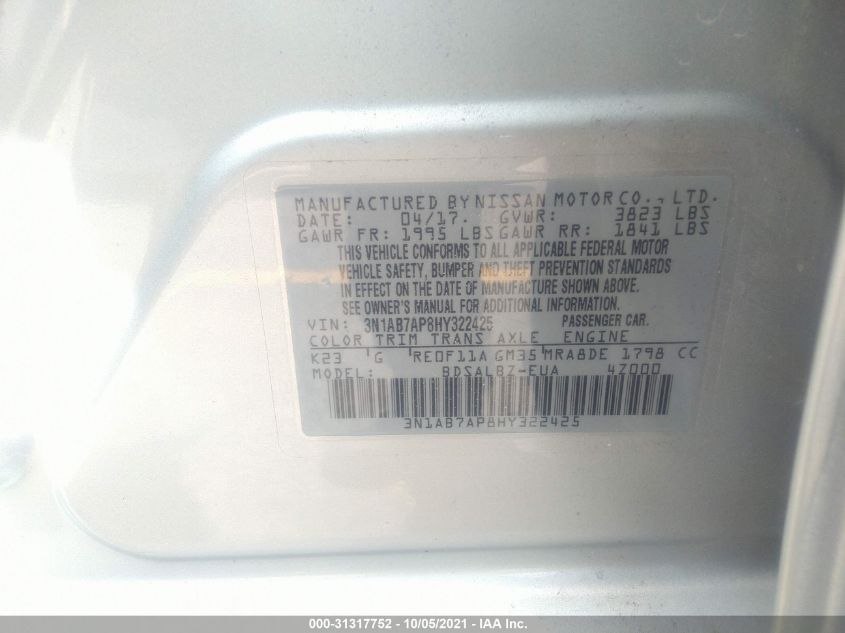 MANUFACTURED BY NISSAN MOTOR CO., LTD.
DATE: 04/17. GVWR: 3823 LBS
GAWR FR: 1995 LBS GAWR RR: 1841 LBS
THIS VEHICLE CONFORMS TO ALL APPLICABLE FEDERAL MOTOR
VEHICLE SAFETY, BUMPER AND THEFT PREVENTION STANDARDS
IN EFFECT ON THE DATE OF MANUFACTURE SHOWN ABOVE.
SEE OWNER'S MANUAL FOR ADDITIONAL INFORMATION.
VIN: 3N1AB7AP8HY322425 PASSENGER CAR.
COLOR TRIM TRANS AXLE ENGINE
K23 G RE0F11A GM35 MRA8DE 1798 CC
MODEL: BDSALBZ-EUA 4Z000
3N1AB7AP8HY322425
000-31317752 - 10/05/2021 - IAA Inc.